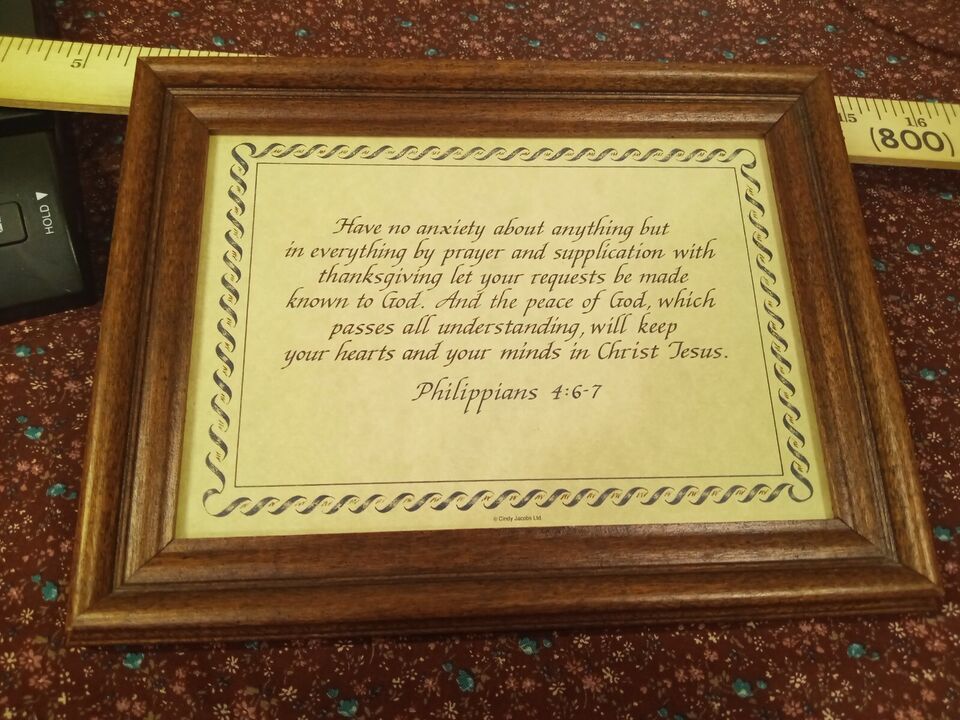 5
15
16
(800)
HOLD
Have no anxiety about anything but
in everything by prayer and supplication with
thanksgiving let your requests be made
known to God. And the peace of God, which
passes all understanding, will keep
your hearts and your minds in Christ Jesus.
Philippians 4:6-7
© Cindy Jacobs Ltd.